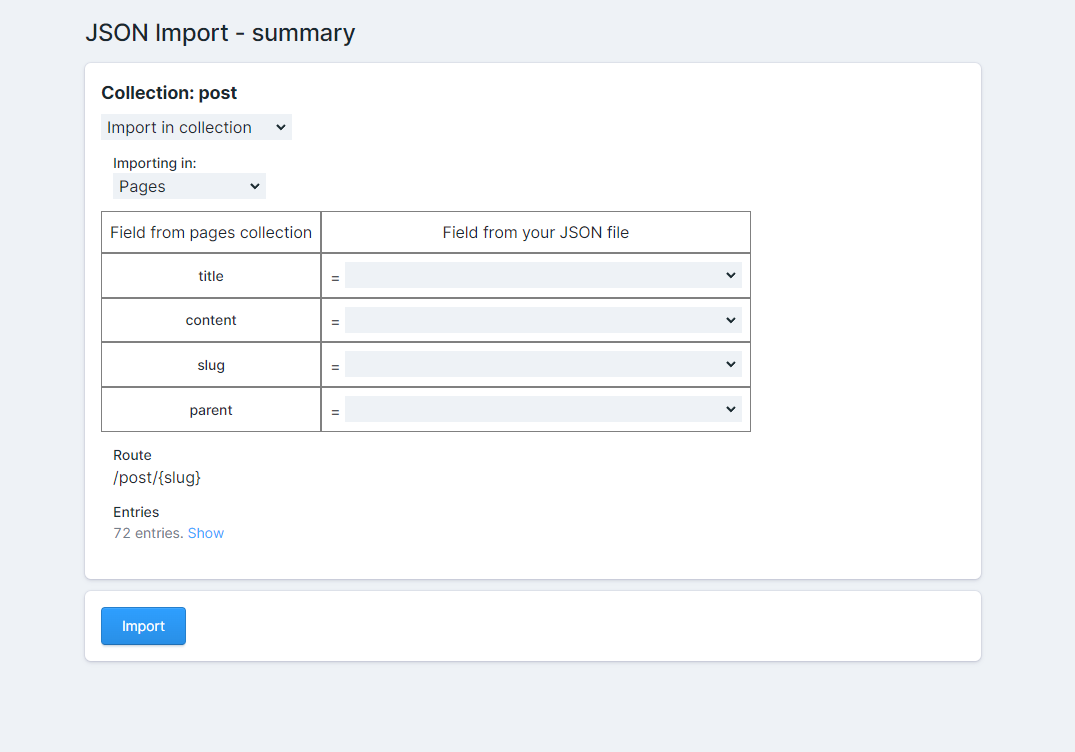 JSON Import - summary
Collection: post
Import in collection
Importing in:
Pages
Field from pages collection Field from your JSON file
title =
content =
slug =
parent =
Route
/post/{slug}
Entries
72 entries. Show
Import